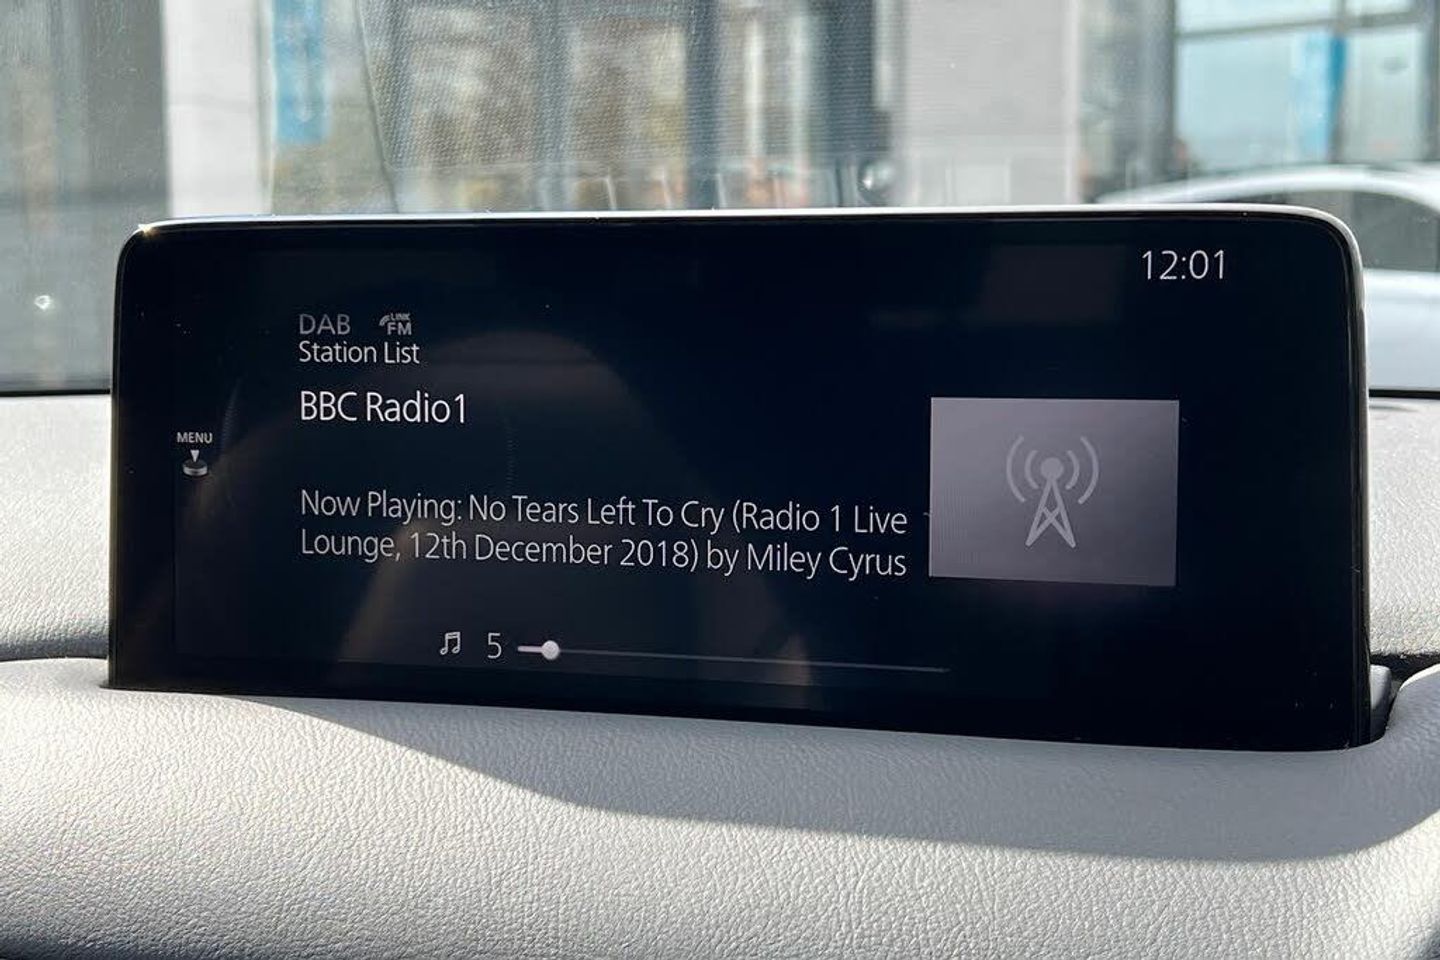 12:01
DAB LINK FM
Station List
BBC Radio1
MENU
Now Playing: No Tears Left To Cry (Radio 1 Live
Lounge, 12th December 2018) by Miley Cyrus
5